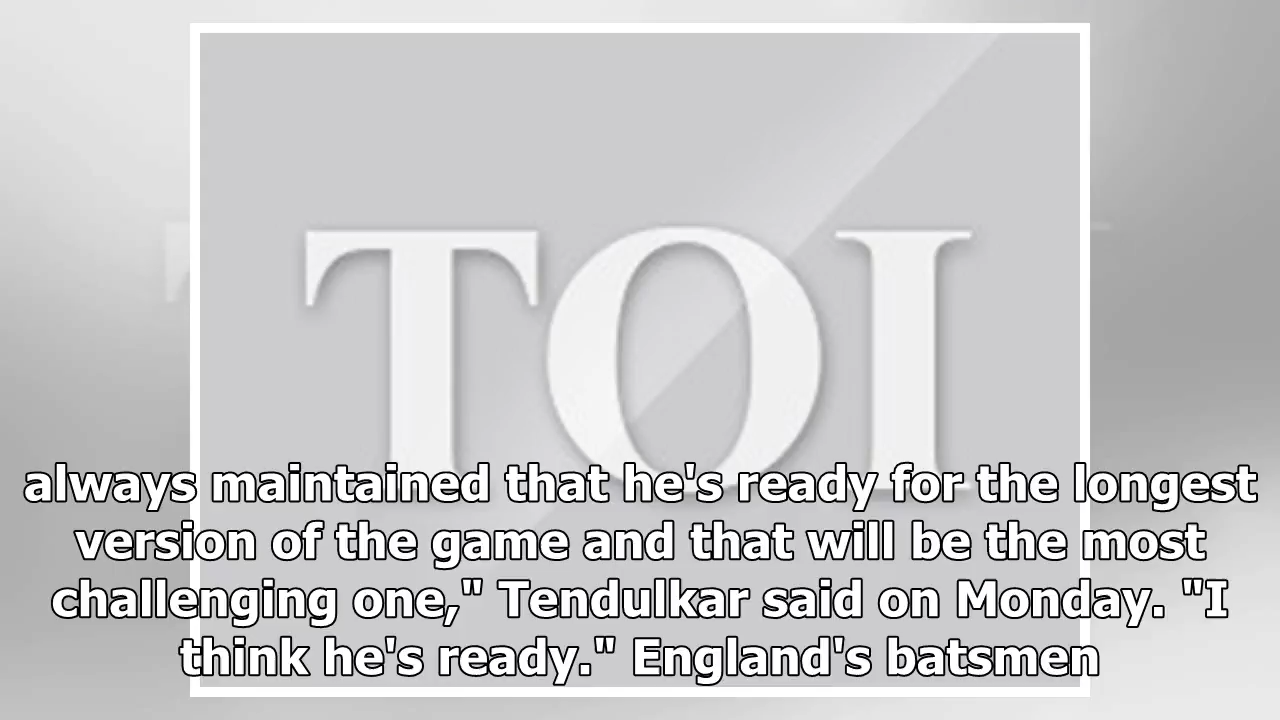 TOI
always maintained that he's ready for the longest
version of the game and that will be the most
challenging one," Tendulkar said on Monday. "I
think he's ready." England's batsmen